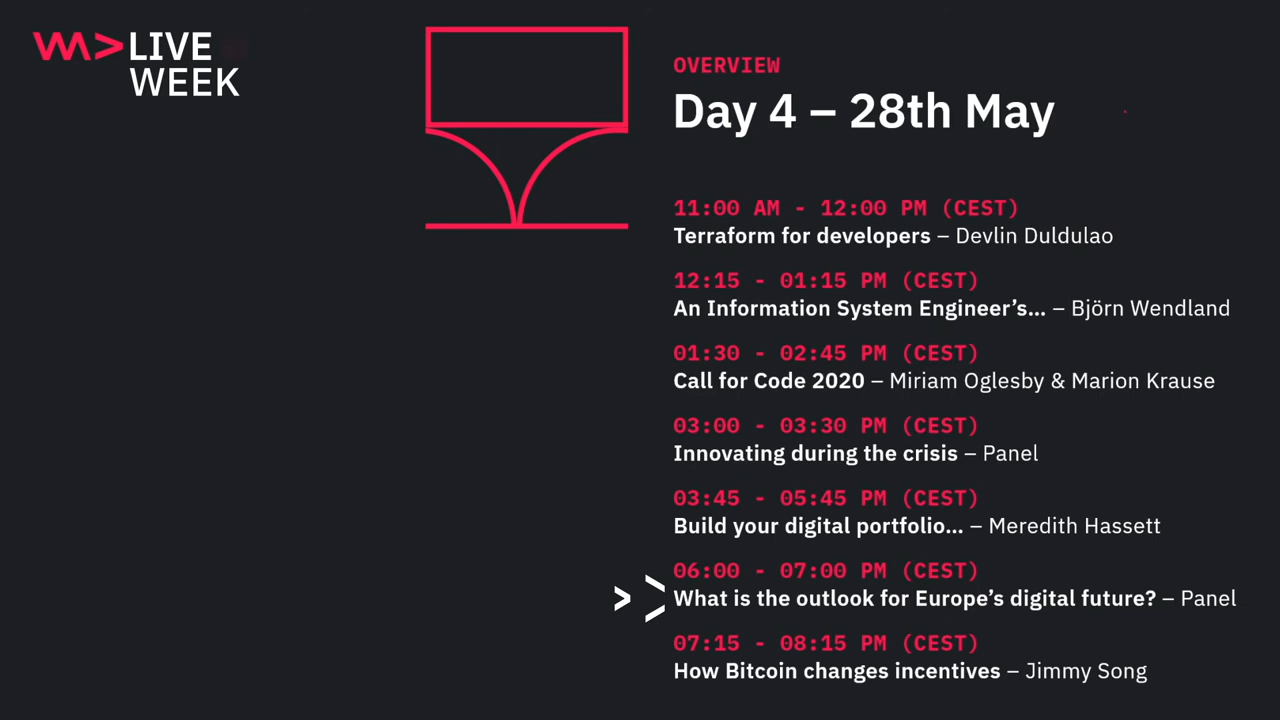 WA>LIVE
WEEK
OVERVIEW
Day 4 – 28th May
11:00 AM - 12:00 PM (CEST)
Terraform for developers – Devlin Duldulao
12:15 - 01:15 PM (CEST)
An Information System Engineer’s... – Björn Wendland
01:30 - 02:45 PM (CEST)
Call for Code 2020 – Miriam Oglesby & Marion Krause
03:00 - 03:30 PM (CEST)
Innovating during the crisis – Panel
03:45 - 05:45 PM (CEST)
Build your digital portfolio... – Meredith Hassett
06:00 - 07:00 PM (CEST)
What is the outlook for Europe’s digital future? – Panel
07:15 - 08:15 PM (CEST)
How Bitcoin changes incentives – Jimmy Song